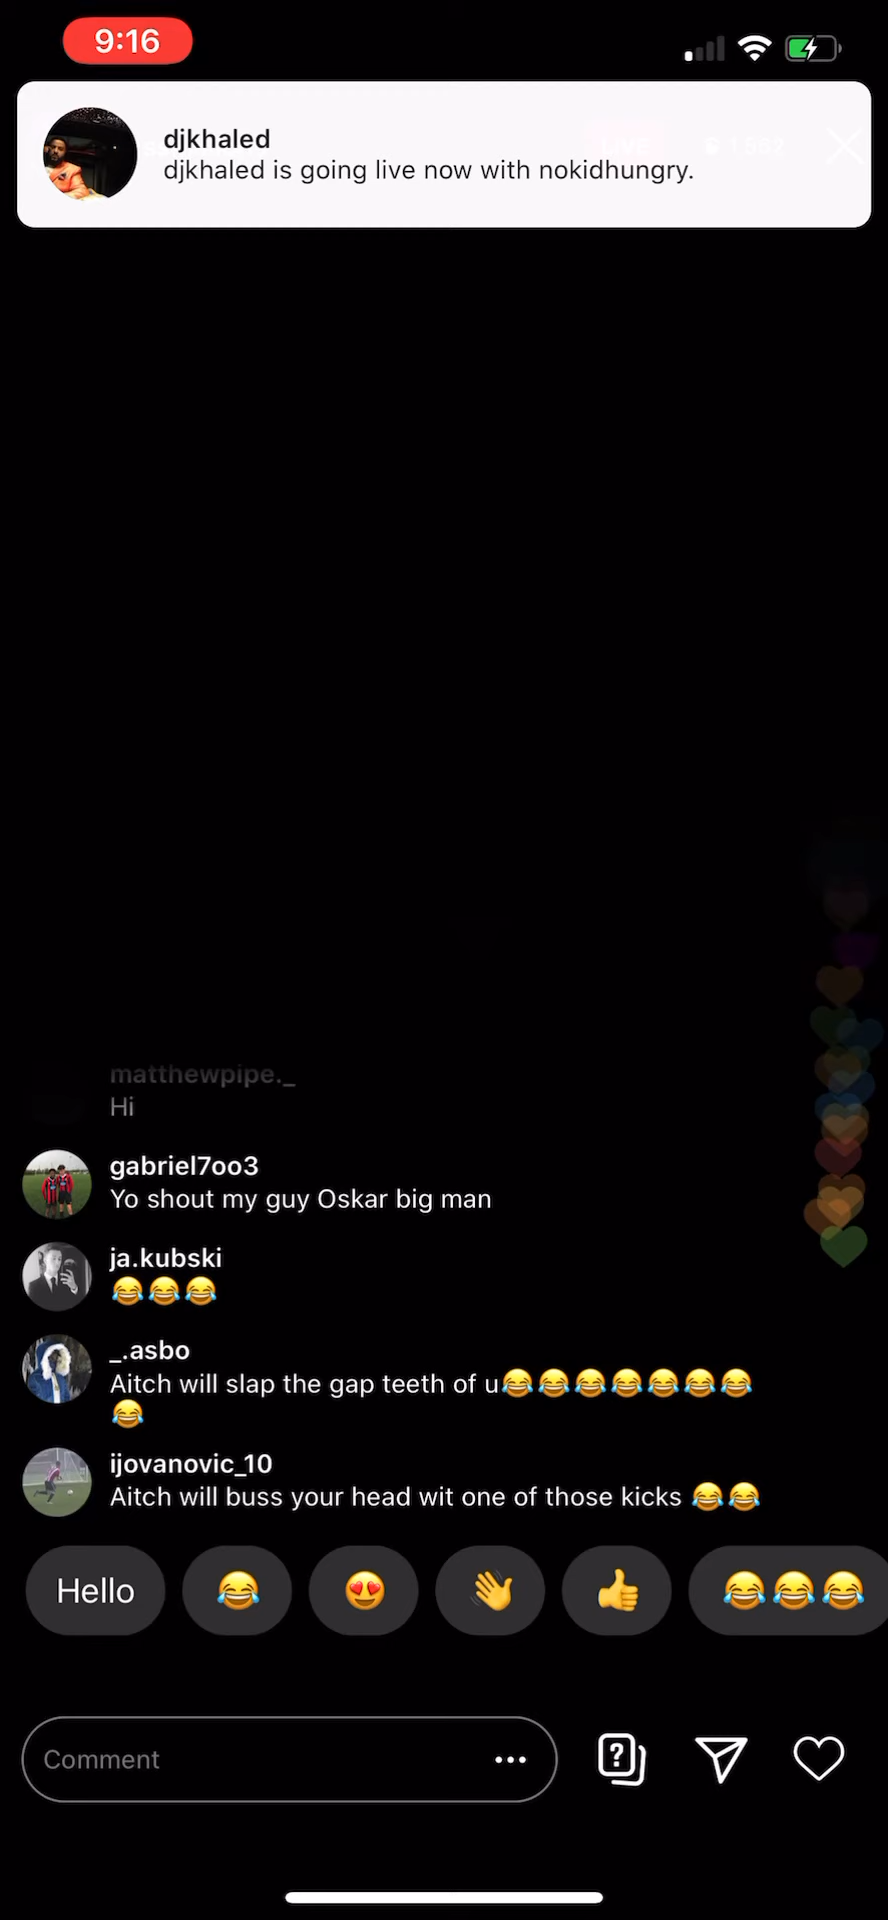 9:16
djkhaled
djkhaled is going live now with nokidhungry.
matthewpipe._
Hi
gabriel7oo3
Yo shout my guy Oskar big man
ja.kubski
😂😂😂
_.asbo
Aitch will slap the gap teeth of u😂😂😂😂😂😂😂
😂
ijovanovic_10
Aitch will buss your head wit one of those kicks 😂😂
Hello 😂 😍 👋 👍 😂😂😂
Comment